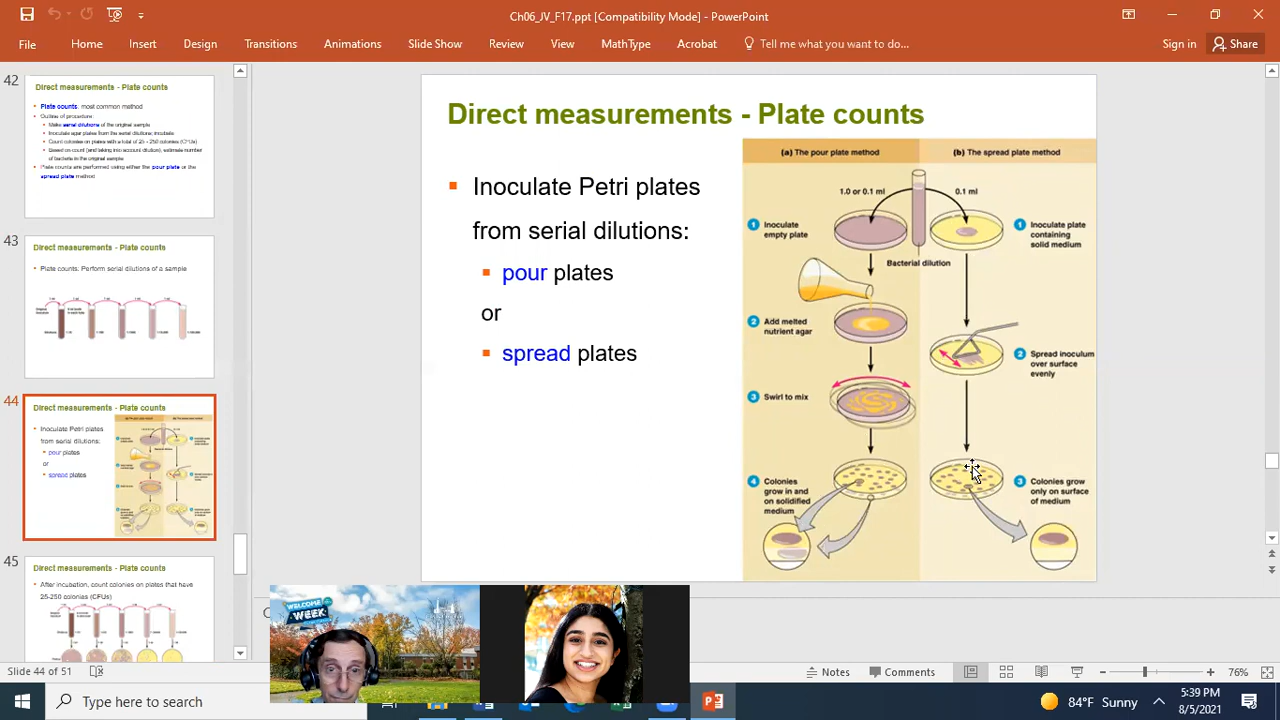 Ch06_JV_F17.ppt [Compatibility Mode] - PowerPoint
File Home Insert Design Transitions Animations Slide Show Review View MathType Acrobat Tell me what you want to do... Sign in Share
42
Direct measurements - Plate counts
Plate counts: most common method
Outline of procedure:
Make serial dilutions of the original sample
Inoculate agar plates from the serial dilutions; incubate
Count colonies on plates with a total of 25 - 250 colonies (CFUs)
Based on count (and taking into account dilution), estimate number
of bacteria in the original sample
Plate counts are performed using either the pour plate or the
spread plate method
43
Direct measurements - Plate counts
Plate counts: Perform serial dilutions of a sample
44
Direct measurements - Plate counts
Inoculate Petri plates
from serial dilutions:
pour plates
or
spread plates
45
Direct measurements - Plate counts
After incubation, count colonies on plates that have
25-250 colonies (CFUs)
Direct measurements - Plate counts
Inoculate Petri plates
from serial dilutions:
pour plates
or
spread plates
(a) The pour plate method
(b) The spread plate method
1.0 or 0.1 ml
0.1 ml
1 Inoculate
empty plate
1 Inoculate plate
containing
solid medium
Bacterial dilution
2 Add melted
nutrient agar
2 Spread inoculum
over surface
evenly
3 Swirl to mix
4 Colonies
grow in and
on solidified
medium
3 Colonies grow
only on surface
of medium
WELCOME
WEEK
Slide 44 of 51
Notes
Comments
76%
Type here to search
84°F Sunny
5:39 PM
8/5/2021